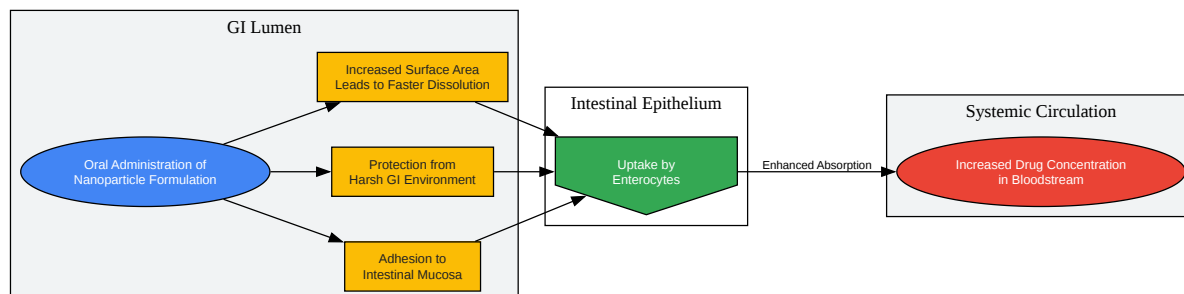 GI Lumen
Increased Surface Area
Leads to Faster Dissolution
Oral Administration of
Nanoparticle Formulation
Protection from
Harsh GI Environment
Adhesion to
Intestinal Mucosa
Intestinal Epithelium
Uptake by
Enterocytes
Enhanced Absorption
Systemic Circulation
Increased Drug Concentration
in Bloodstream